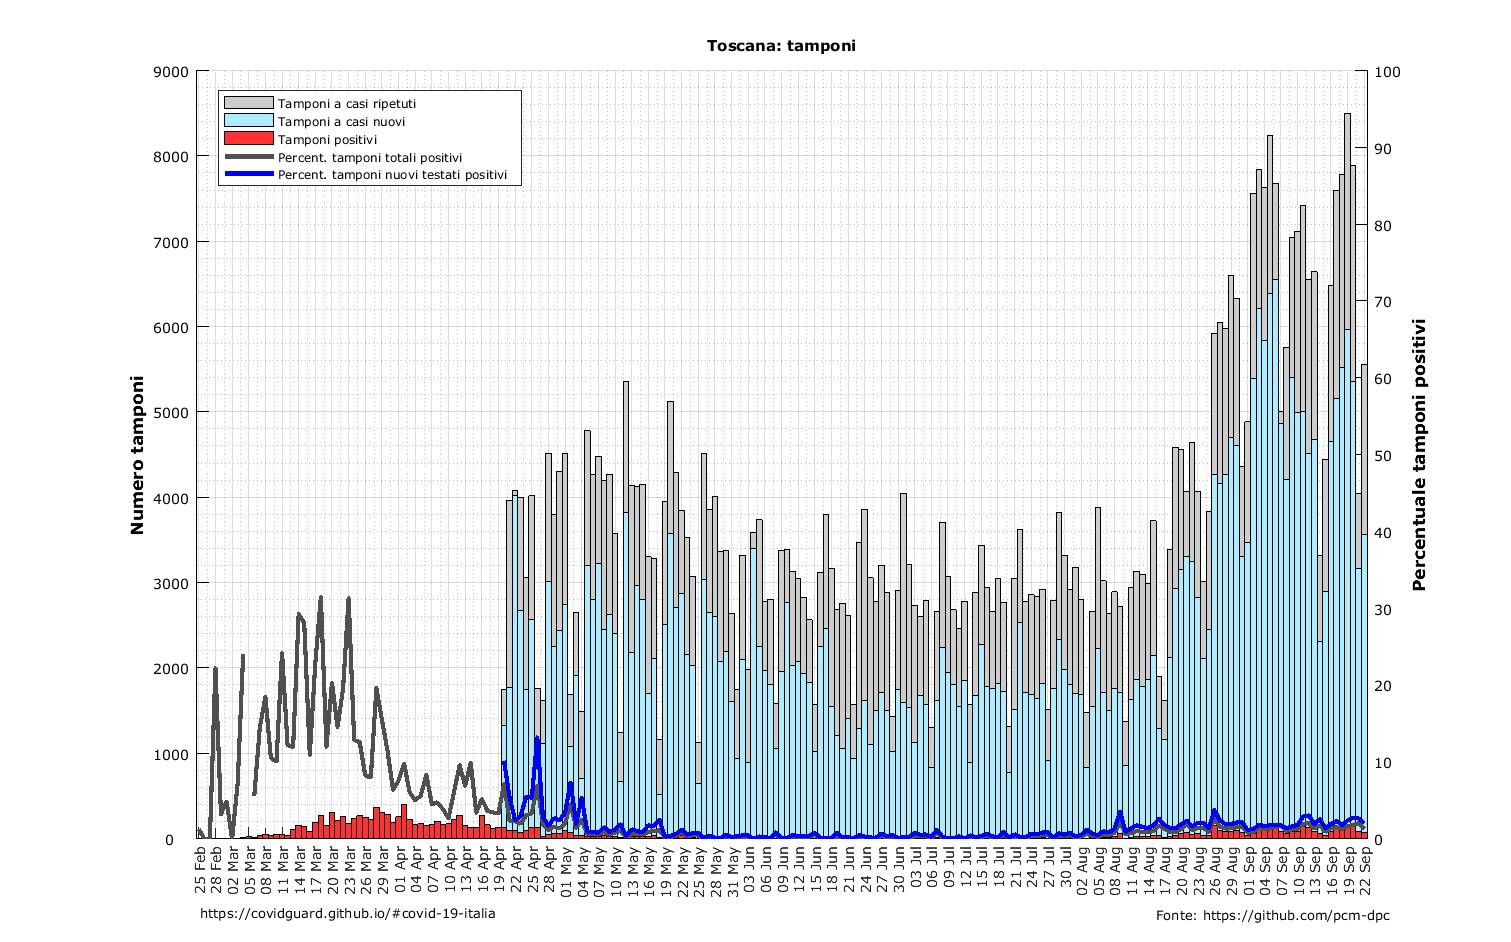 Toscana: tamponi
Tamponi a casi ripetuti
Tamponi a casi nuovi
Tamponi positivi
Percent. tamponi totali positivi
Percent. tamponi nuovi testati positivi
Numero tamponi
9000
8000
7000
6000
5000
4000
3000
2000
1000
0
Percentuale tamponi positivi
100
90
80
70
60
50
40
30
20
10
0
25 Feb
28 Feb
02 Mar
05 Mar
08 Mar
11 Mar
14 Mar
17 Mar
20 Mar
23 Mar
26 Mar
29 Mar
01 Apr
04 Apr
07 Apr
10 Apr
13 Apr
16 Apr
19 Apr
22 Apr
25 Apr
28 Apr
01 May
04 May
07 May
10 May
13 May
16 May
19 May
22 May
25 May
28 May
31 May
03 Jun
06 Jun
09 Jun
12 Jun
15 Jun
18 Jun
21 Jun
24 Jun
27 Jun
30 Jun
03 Jul
06 Jul
09 Jul
12 Jul
15 Jul
18 Jul
21 Jul
24 Jul
27 Jul
30 Jul
02 Aug
05 Aug
08 Aug
11 Aug
14 Aug
17 Aug
20 Aug
23 Aug
26 Aug
29 Aug
01 Sep
04 Sep
07 Sep
10 Sep
13 Sep
16 Sep
19 Sep
22 Sep
https://covidguard.github.io/#covid-19-italia
Fonte: https://github.com/pcm-dpc